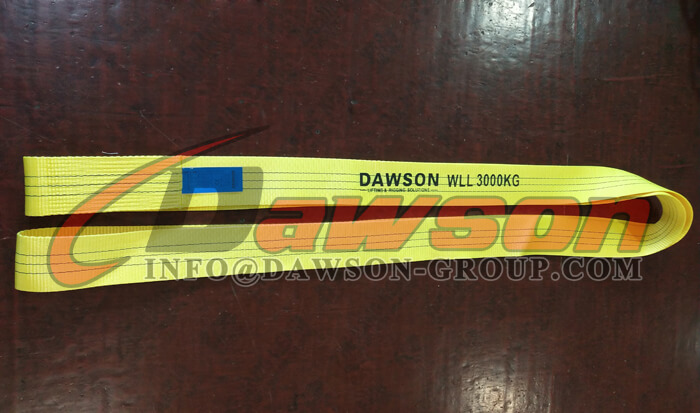 DAWSON WLL 3000KG
LIFTING & RIGGING SOLUTIONS
Dawson
INFO@DAWSON-GROUP.COM